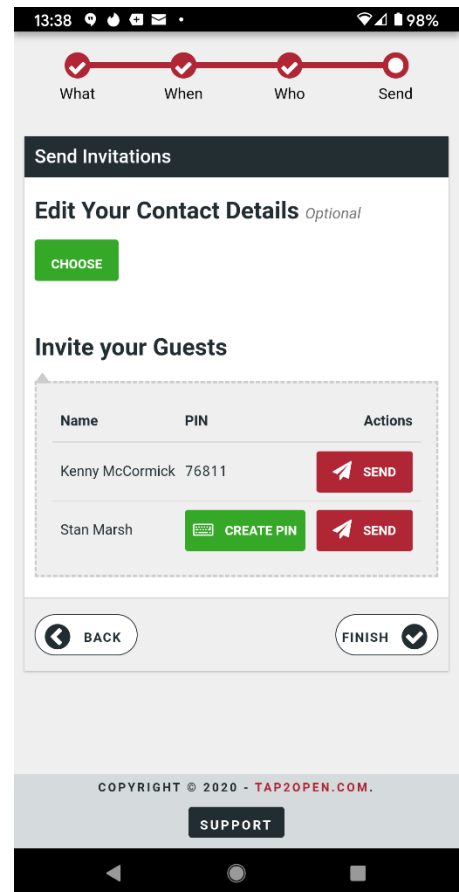 13:38 98%
What When Who Send
Send Invitations
Edit Your Contact Details Optional
CHOOSE
Invite your Guests
Name PIN Actions
Kenny McCormick 76811 SEND
Stan Marsh CREATE PIN SEND
BACK FINISH
COPYRIGHT © 2020 - TAP2OPEN.COM.
SUPPORT